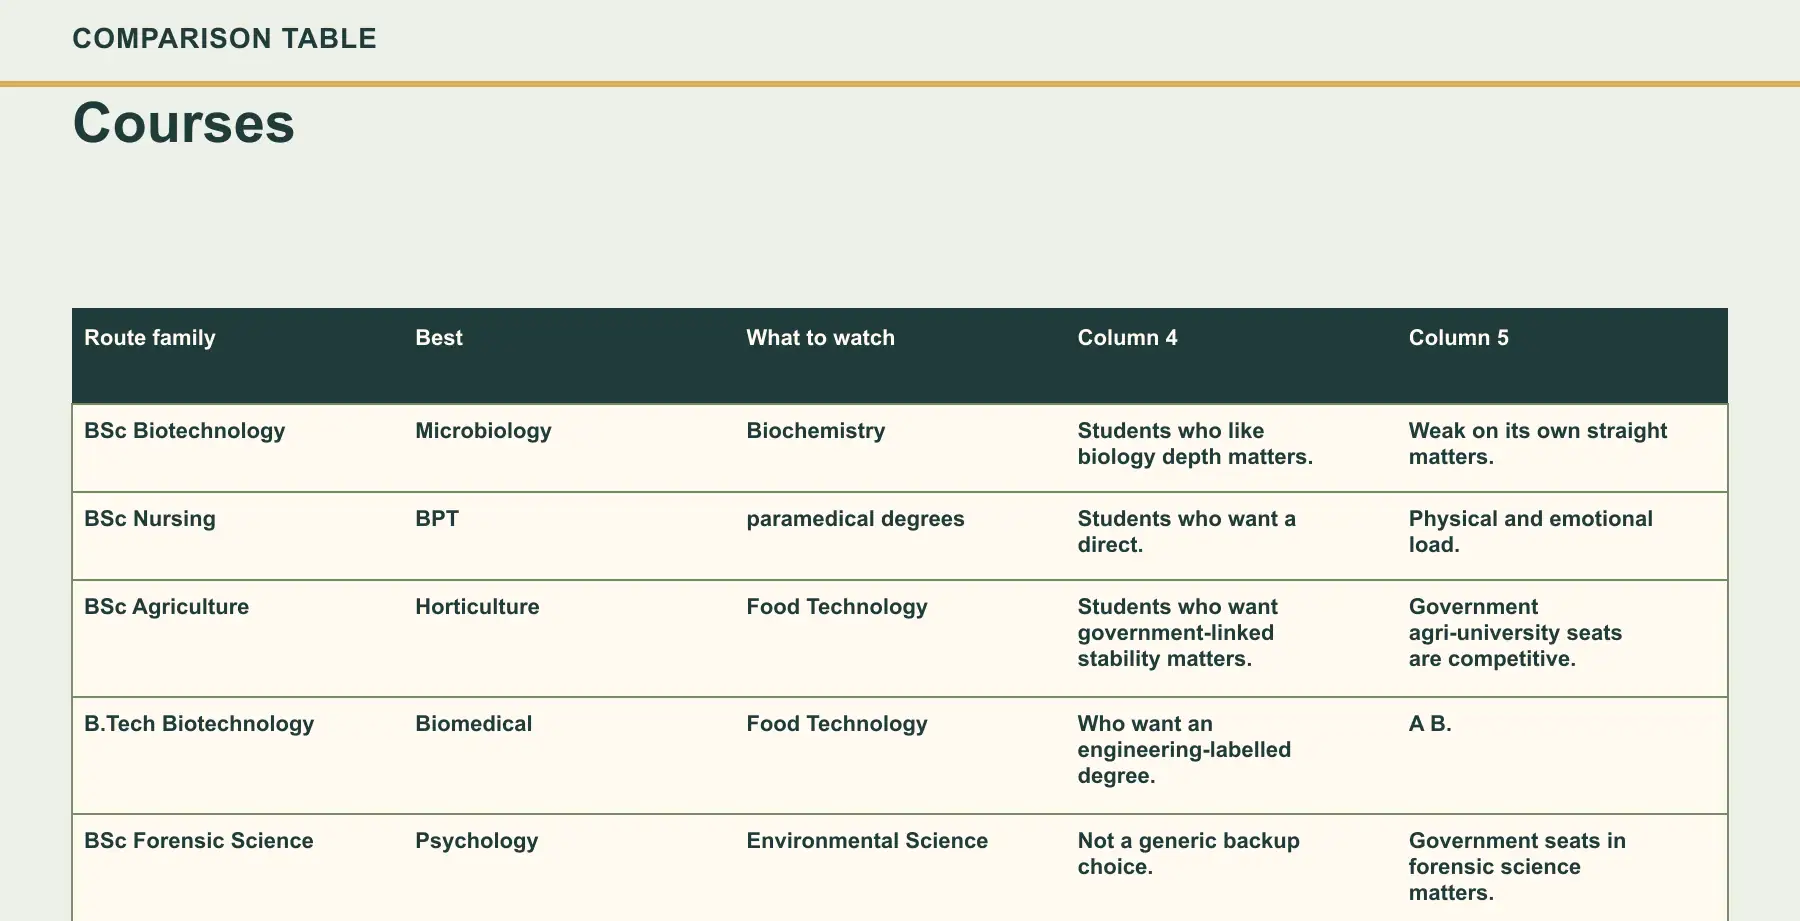 COMPARISON TABLE
Courses
Route family
Best
What to watch
Column 4
Column 5
BSc Biotechnology
Microbiology
Biochemistry
Students who like
biology depth matters.
Weak on its own straight
matters.
BSc Nursing
BPT
paramedical degrees
Students who want a
direct.
Physical and emotional
load.
BSc Agriculture
Horticulture
Food Technology
Students who want
government-linked
stability matters.
Government
agri-university seats
are competitive.
B.Tech Biotechnology
Biomedical
Food Technology
Who want an
engineering-labelled
degree.
A B.
BSc Forensic Science
Psychology
Environmental Science
Not a generic backup
choice.
Government seats in
forensic science
matters.